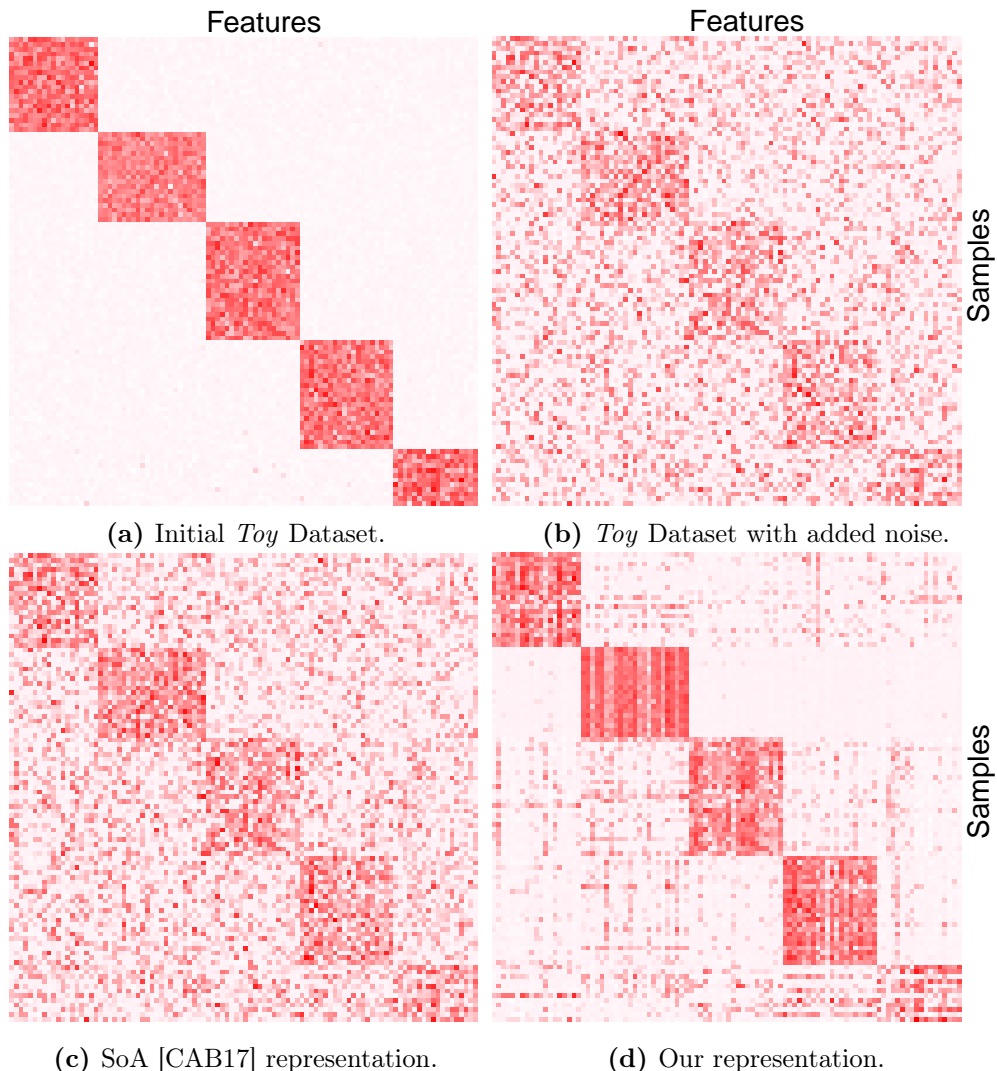 Features
Features
Samples
(a) Initial Toy Dataset.
(b) Toy Dataset with added noise.
Samples
(c) SoA [CAB17] representation.
(d) Our representation.